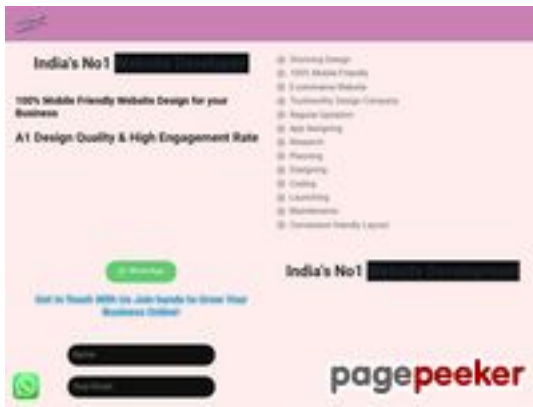 India's No1
100% Mobile Friendly Website Design for your
Business
A1 Design Quality & High Engagement Rate
WhatsApp
Get In Touch With Us Join hands to Grow Your
Business Online!
Name
Your Email
Stunning Design
100% Mobile Friendly
E-commerce Website
Trustworthy Design Company
Regular Updation
App Designing
Research
Planning
Designing
Coding
Launching
Maintenance
Conversion friendly Layout
India's No1
pagepeeker